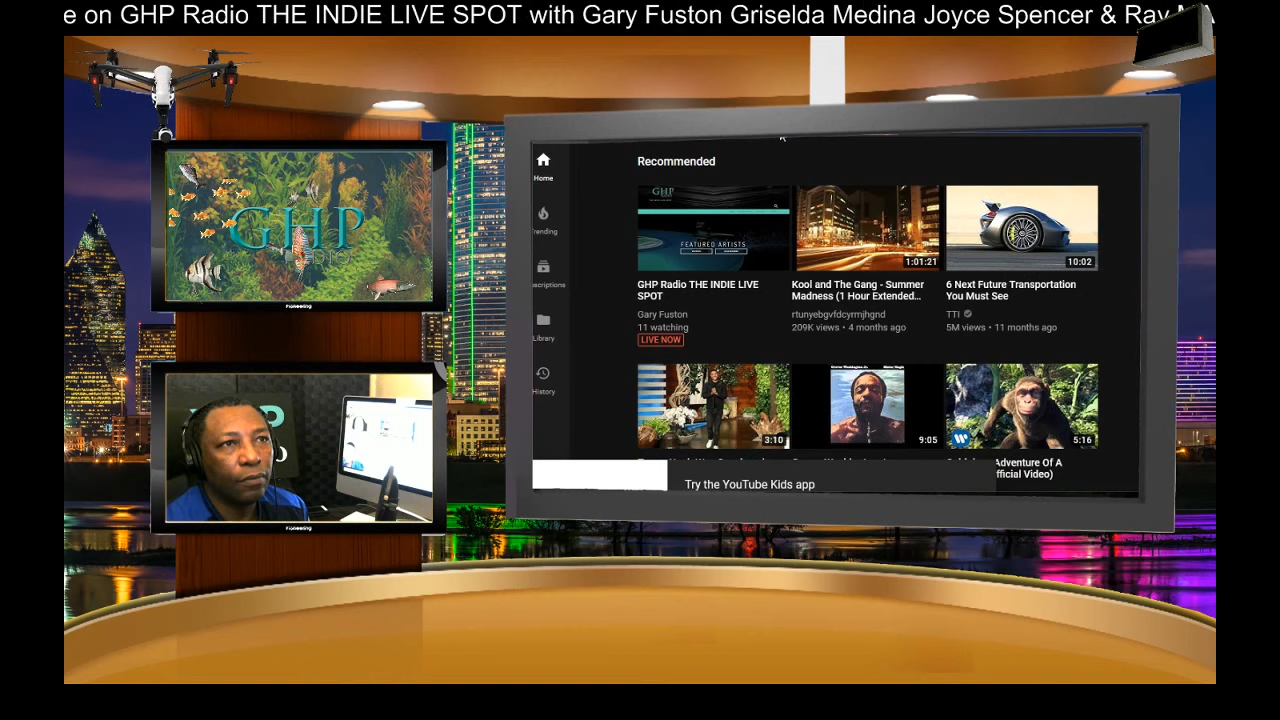 e on GHP Radio THE INDIE LIVE SPOT with Gary Fuston Griselda Medina Joyce Spencer & Ray
GHP
Pioneering
Pioneering
Home
Trending
scriptions
Library
History
Recommended
GHP
FEATURED ARTISTS
1:01:21
10:02
GHP Radio THE INDIE LIVE
SPOT
Gary Fuston
11 watching
LIVE NOW
Kool and The Gang - Summer
Madness (1 Hour Extended...
rtunyebgvfdcyrmjhgnd
209K views • 4 months ago
6 Next Future Transportation
You Must See
TTI
5M views • 11 months ago
3:10
9:05
5:16
Adventure Of A
fficial Video)
Try the YouTube Kids app